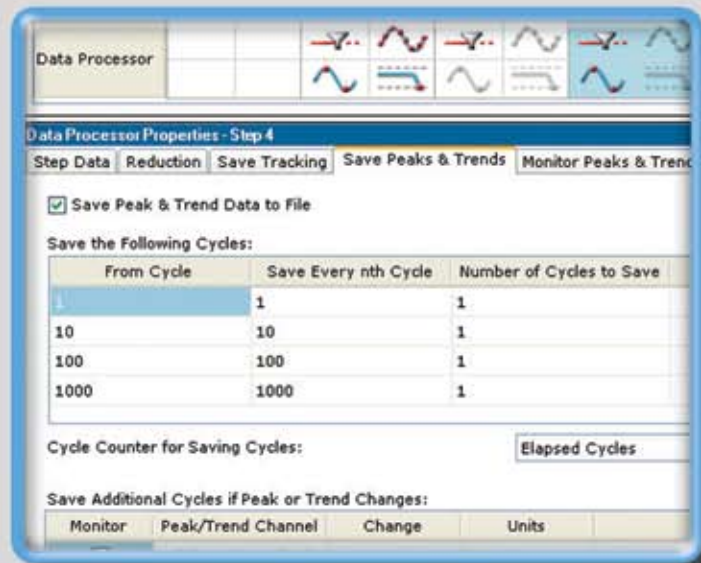 Data Processor
Data Processor Properties - Step 4
Step Data Reduction Save Tracking Save Peaks & Trends Monitor Peaks & Tren
Save Peak & Trend Data to File
Save the Following Cycles:
From Cycle Save Every nth Cycle Number of Cycles to Save
1 1 1
10 10 1
100 100 1
1000 1000 1
Cycle Counter for Saving Cycles: Elapsed Cycles
Save Additional Cycles if Peak or Trend Changes:
Monitor Peak/Trend Channel Change Units